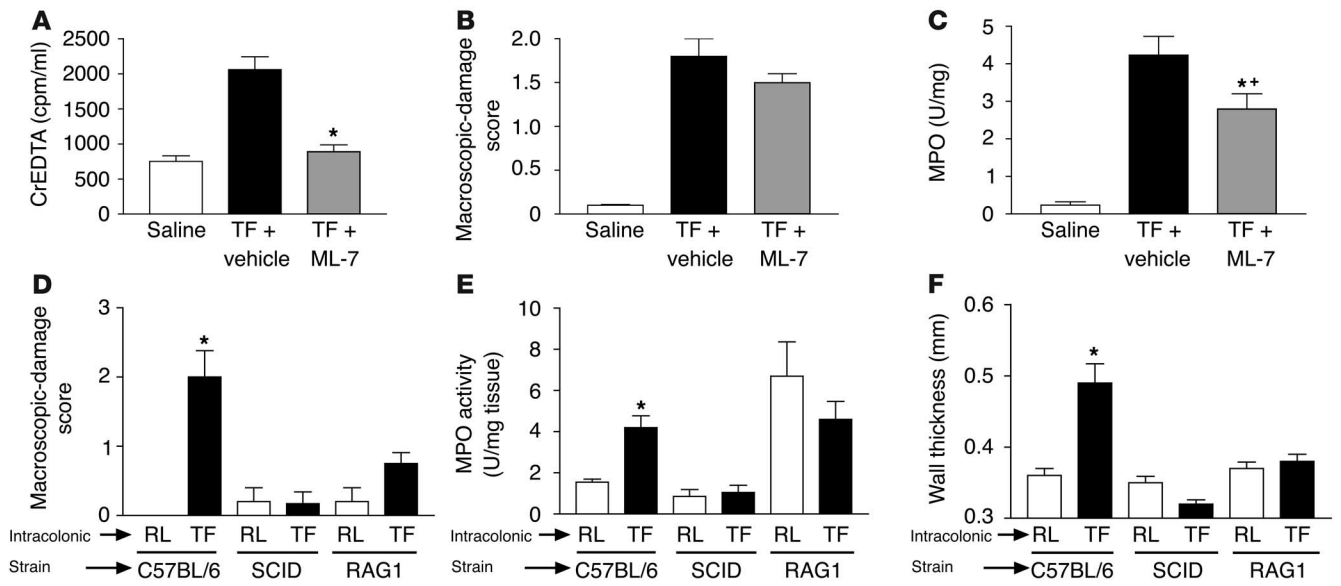 A
CrEDTA (cpm/ml)
2500
2000
1500
1000
500
0
*
Saline
TF +
vehicle
TF +
ML-7
B
Macroscopic-damage
score
2.0
1.5
1.0
0.5
0
Saline
TF +
vehicle
TF +
ML-7
C
MPO (U/mg)
5
4
3
2
1
0
*+
Saline
TF +
vehicle
TF +
ML-7
D
Macroscopic-damage
score
3
2
1
0
*
Intracolonic RL TF RL TF RL TF
Strain C57BL/6 SCID RAG1
E
MPO activity
(U/mg tissue)
10
8
6
4
2
0
*
Intracolonic RL TF RL TF RL TF
Strain C57BL/6 SCID RAG1
F
Wall thickness (mm)
0.6
0.5
0.4
0.3
*
Intracolonic RL TF RL TF RL TF
Strain C57BL/6 SCID RAG1